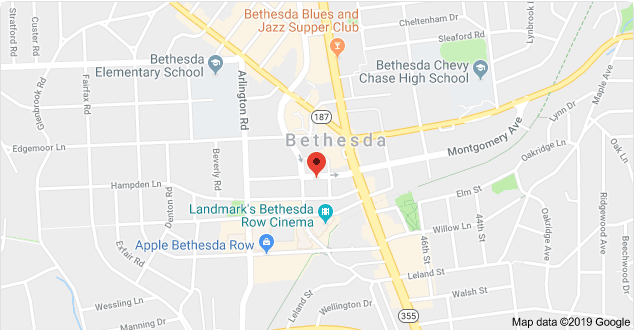 Stratford Rd
Custer Rd
Bethesda Blues and
Jazz Supper Club
Cheltenham Dr
Sleaford Rd
Lynbrook
Bethesda
Elementary School
Bethesda Chevy
Chase High School
Glenbrook Rd
Fairfax Rd
Arlington Rd
187
Lynn Dr
Maple Ave
Bethesda
Montgomery Ave
Edgemoor Ln
Beverly Rd
Oakridge Ln
Oak Ln
Hampden Ln
Denton Rd
Elm St
Landmark's Bethesda
Row Cinema
Exfair Rd
Apple Bethesda Row
Willow Ln
46th St
44th St
Oakridge Ave
Ridgewood Ave
Beechwood Dr
Leland St
Wessling Ln
Leland St
Walsh St
Manning Dr
Wellington Dr
355
Map data ©2019 Google